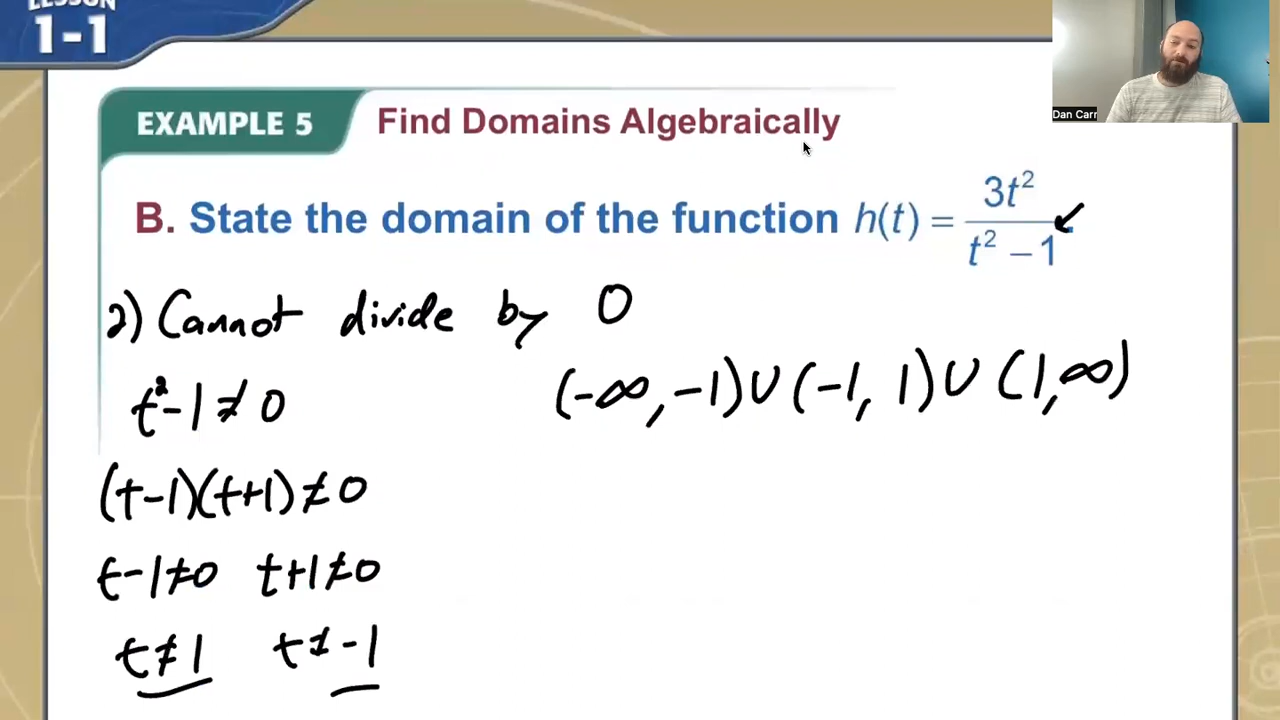 LESSON
1-1
Dan Carr
EXAMPLE 5 Find Domains Algebraically
B. State the domain of the function h(t) = 3t² / (t² – 1).
2) Cannot divide by 0
t²-1≠0
(-∞,-1)∪(-1, 1)∪(1,∞)
(t-1)(t+1)≠0
t-1≠0 t+1≠0
t≠1 t≠-1